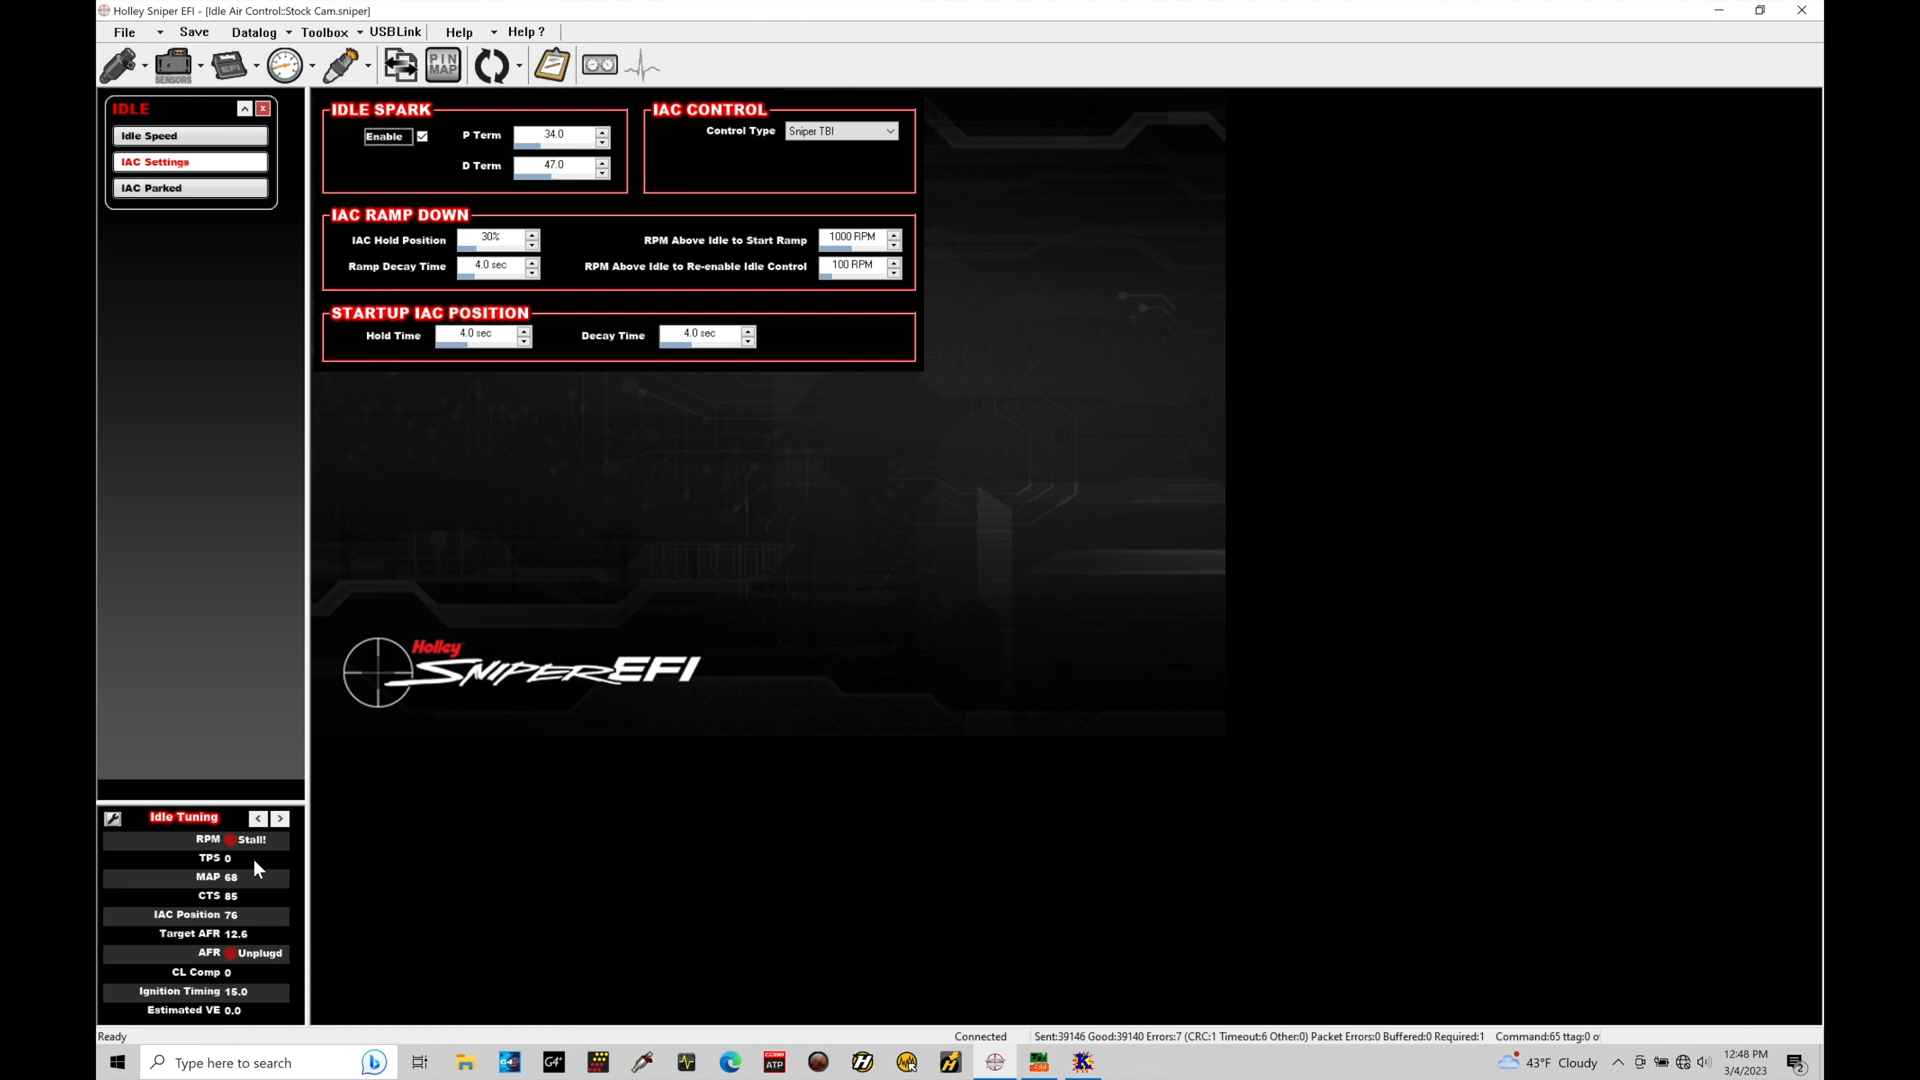 Holley Sniper EFI - [Idle Air Control::Stock Cam.sniper]
File Save Datalog Toolbox USBLink Help Help ?
SENSORS
EFI
PIN MAP
IDLE
Idle Speed
IAC Settings
IAC Parked
IDLE SPARK
Enable P Term 34.0
D Term 47.0
IAC CONTROL
Control Type Sniper TBI
IAC RAMP DOWN
IAC Hold Position 30% RPM Above Idle to Start Ramp 1000 RPM
Ramp Decay Time 4.0 sec RPM Above Idle to Re-enable Idle Control 100 RPM
STARTUP IAC POSITION
Hold Time 4.0 sec Decay Time 4.0 sec
Holley
SNIPER EFI
Idle Tuning < >
RPM Stall!
TPS 0
MAP 68
CTS 85
IAC Position 76
Target AFR 12.6
AFR Unplugd
CL Comp 0
Ignition Timing 15.0
Estimated VE 0.0
Ready Connected Sent:39146 Good:39140 Errors:7 (CRC:1 Timeout:6 Other:0) Packet Errors:0 Buffered:0 Required:1 Command:65 ttag:0 o
Type here to search G4+ COBB ATP 43°F Cloudy 12:48 PM
3/4/2023 2